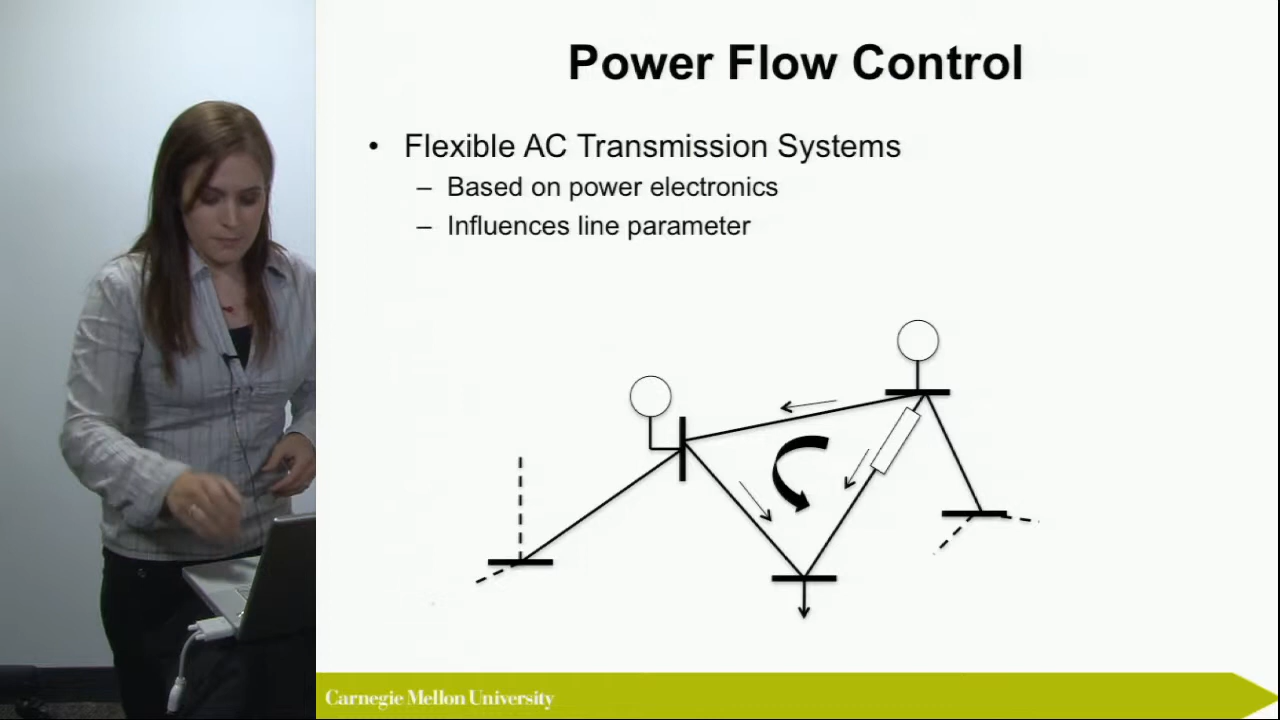 Power Flow Control
• Flexible AC Transmission Systems
– Based on power electronics
– Influences line parameter
Carnegie Mellon University